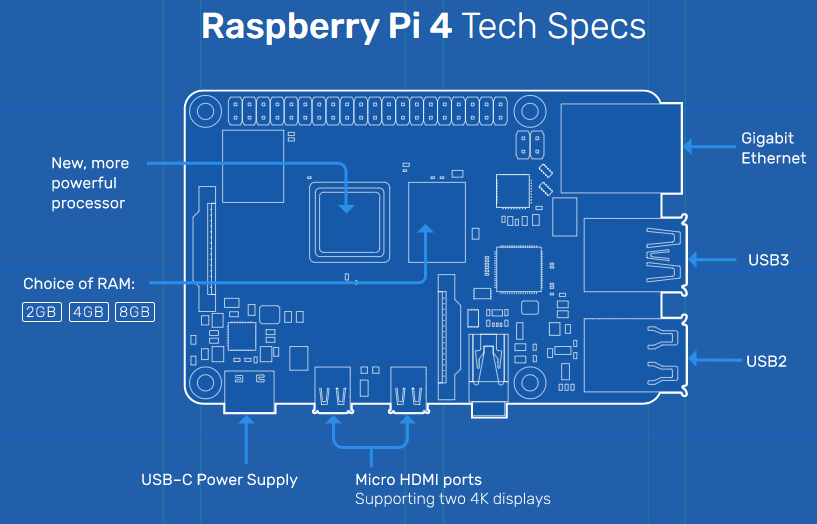 Raspberry Pi 4 Tech Specs
New, more
powerful
processor
Gigabit
Ethernet
USB3
Choice of RAM:
2GB 4GB 8GB
USB2
USB–C Power Supply
Micro HDMI ports
Supporting two 4K displays